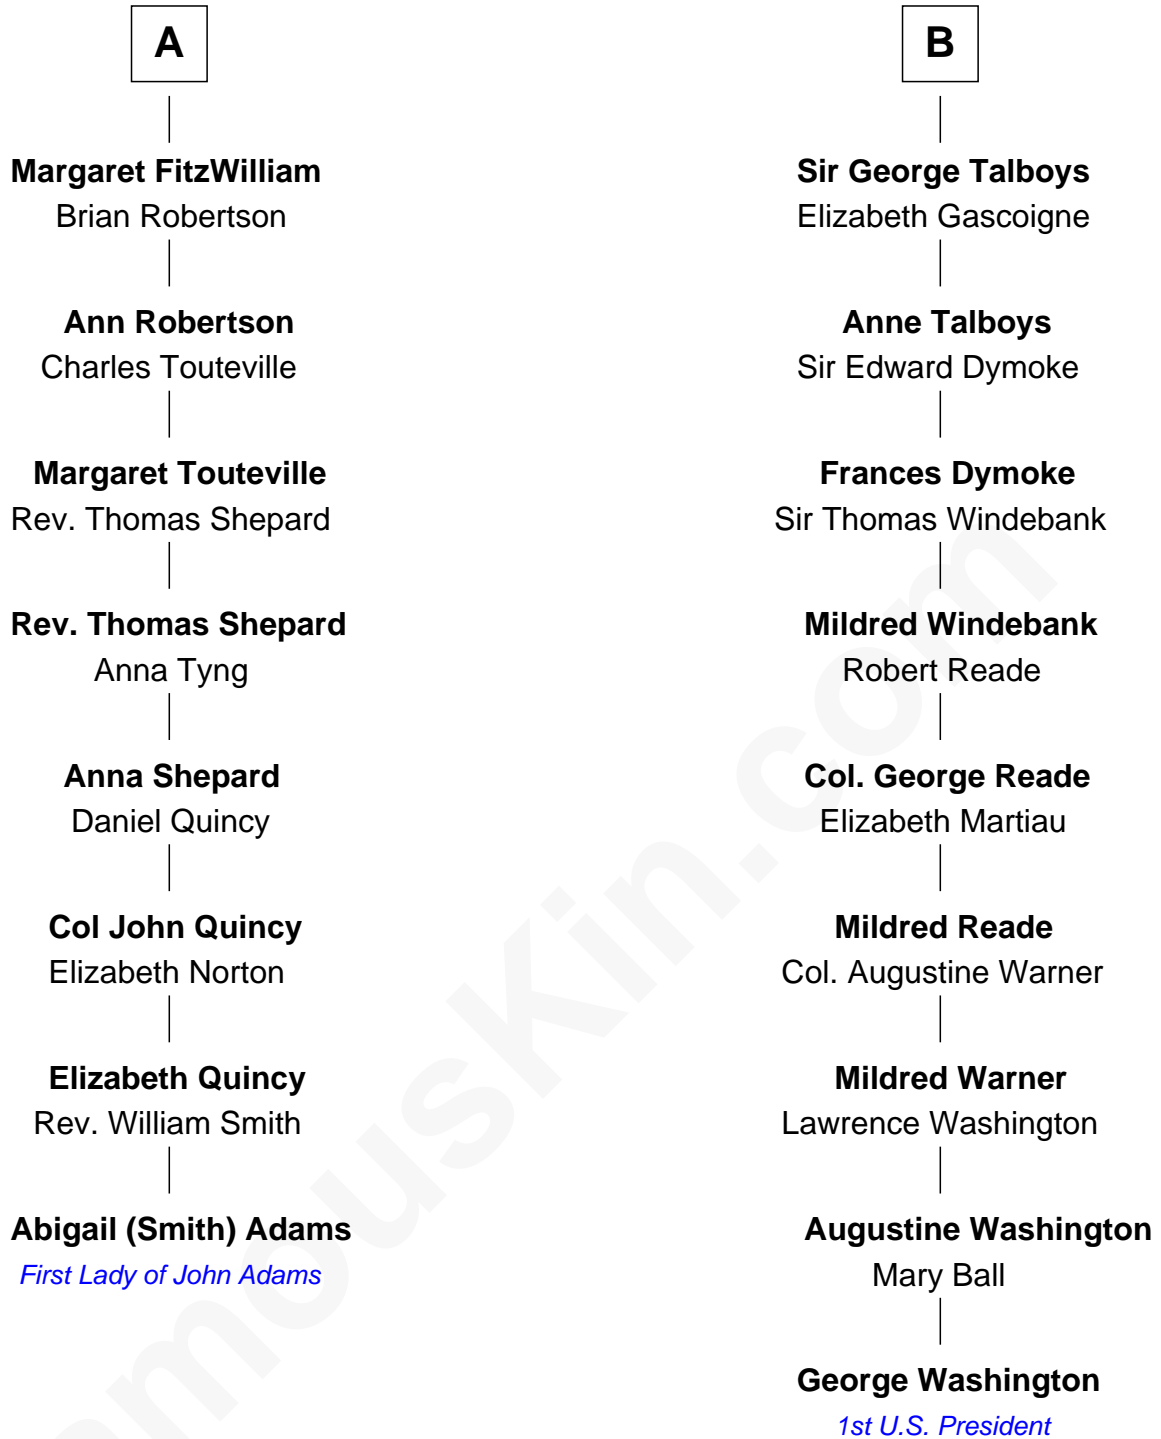 A
Margaret FitzWilliam
Brian Robertson
Ann Robertson
Charles Touteville
Margaret Touteville
Rev. Thomas Shepard
Rev. Thomas Shepard
Anna Tyng
Anna Shepard
Daniel Quincy
Col John Quincy
Elizabeth Norton
Elizabeth Quincy
Rev. William Smith
Abigail (Smith) Adams
First Lady of John Adams
B
Sir George Talboys
Elizabeth Gascoigne
Anne Talboys
Sir Edward Dymoke
Frances Dymoke
Sir Thomas Windebank
Mildred Windebank
Robert Reade
Col. George Reade
Elizabeth Martiau
Mildred Reade
Col. Augustine Warner
Mildred Warner
Lawrence Washington
Augustine Washington
Mary Ball
George Washington
1st U.S. President
mousKin.com